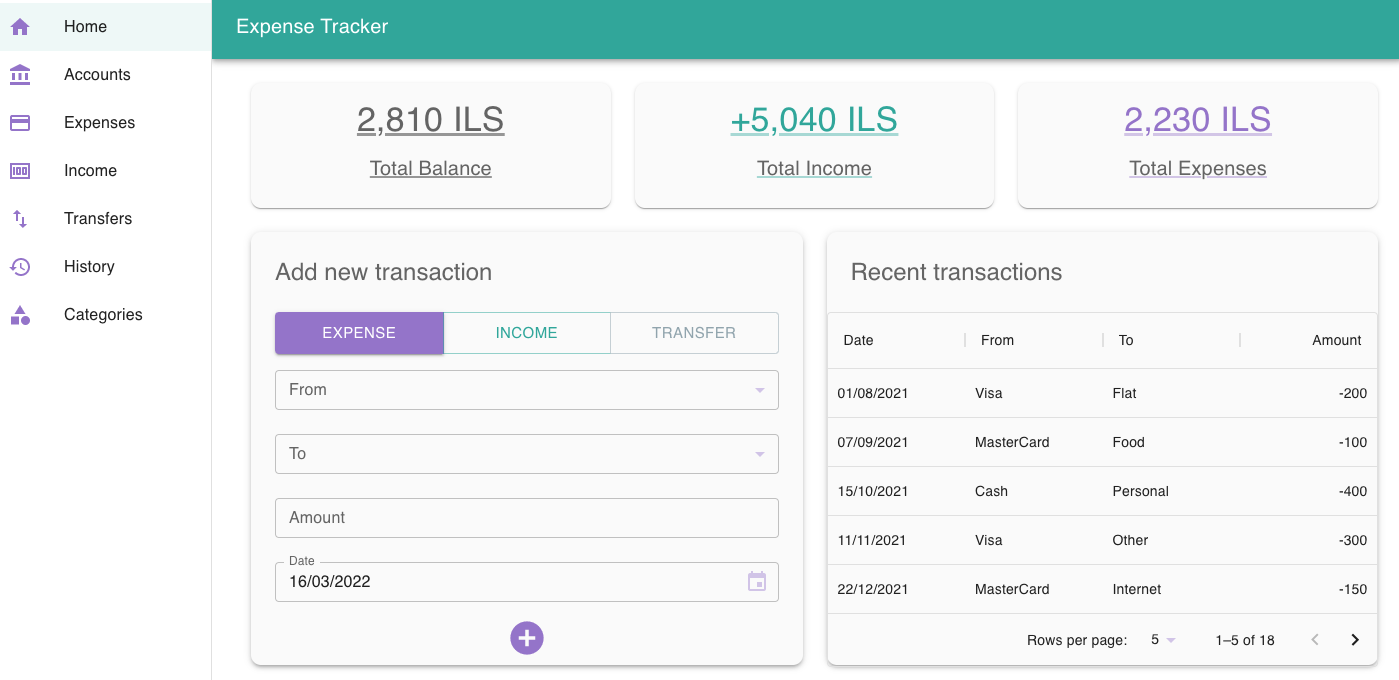 Home
Accounts
Expenses
Income
Transfers
History
Categories
Expense Tracker
2,810 ILS
Total Balance
+5,040 ILS
Total Income
2,230 ILS
Total Expenses
Add new transaction
EXPENSE INCOME TRANSFER
From
To
Amount
Date
16/03/2022
Recent transactions
Date From To Amount
01/08/2021 Visa Flat -200
07/09/2021 MasterCard Food -100
15/10/2021 Cash Personal -400
11/11/2021 Visa Other -300
22/12/2021 MasterCard Internet -150
Rows per page: 5 1–5 of 18